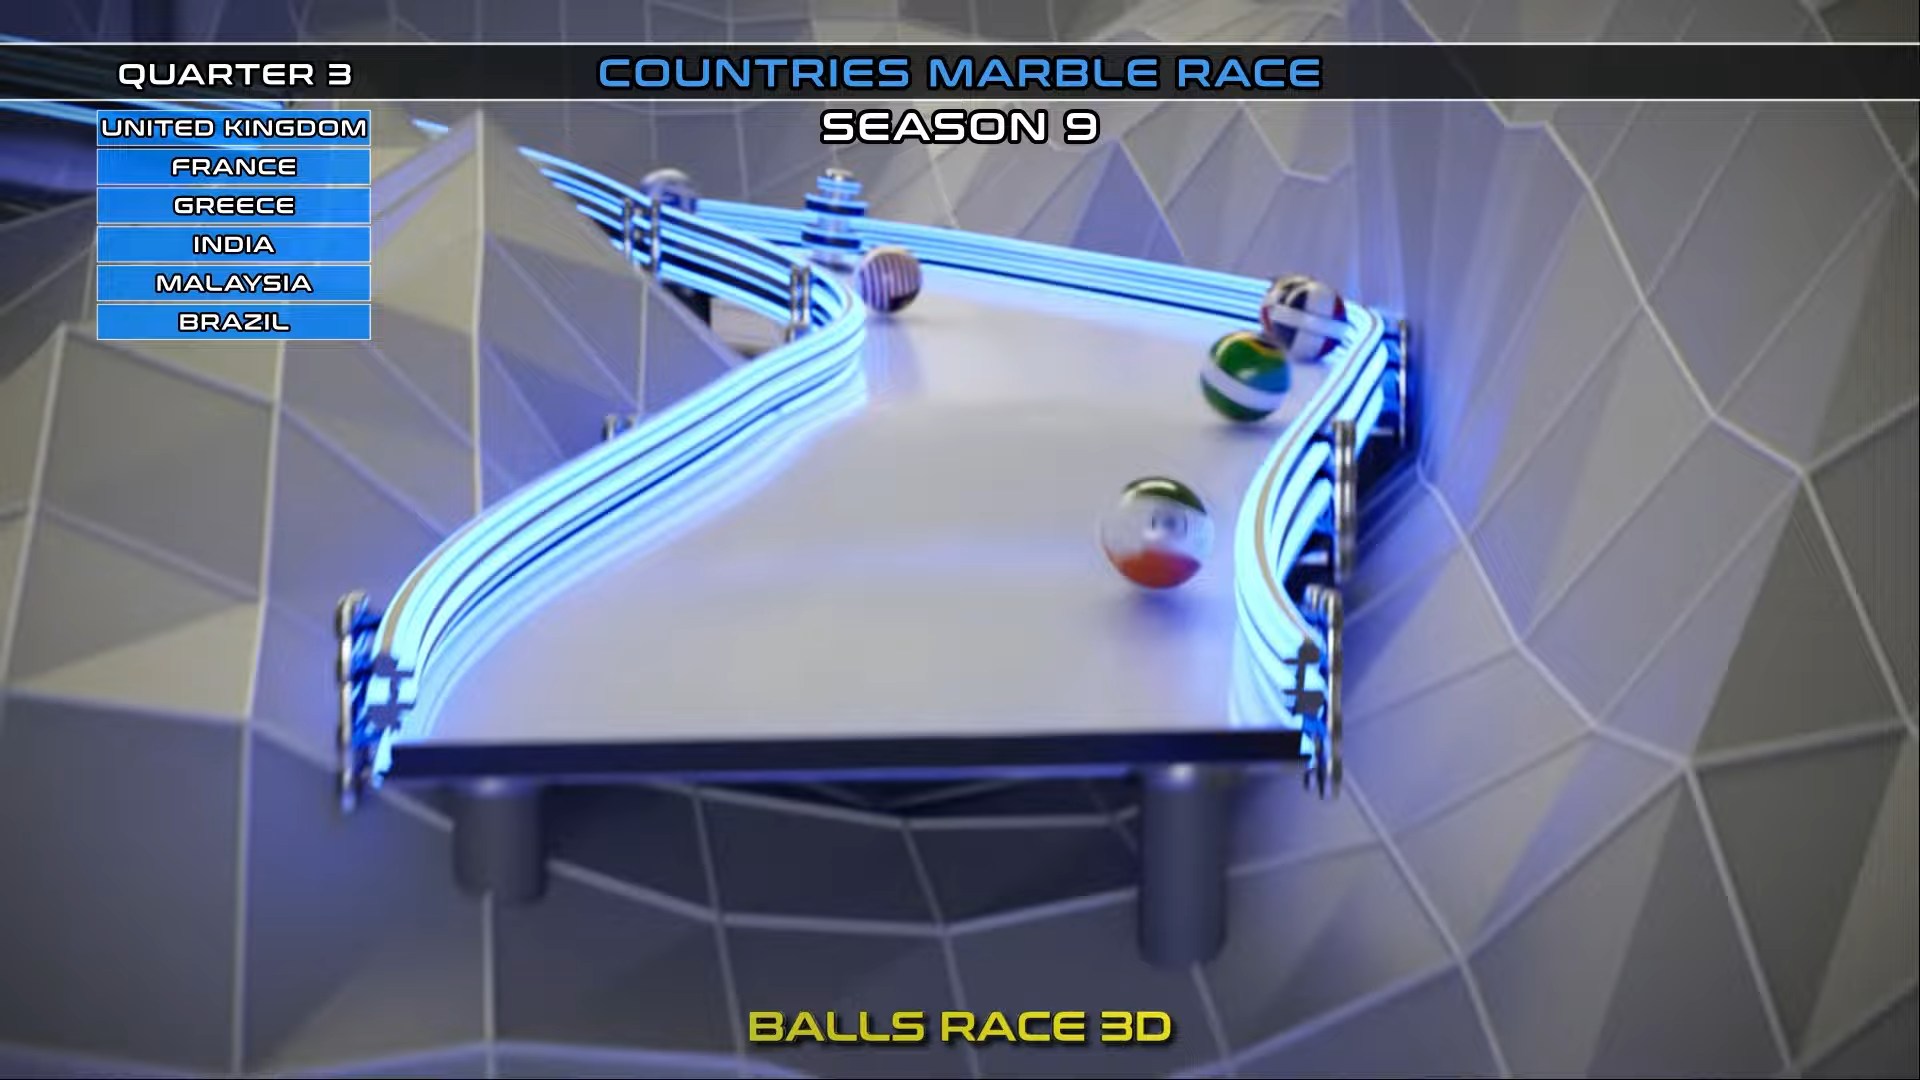 QUARTER 3
COUNTRIES MARBLE RACE
SEASON 9
UNITED KINGDOM
FRANCE
GREECE
INDIA
MALAYSIA
BRAZIL
BALLS RACE 3D